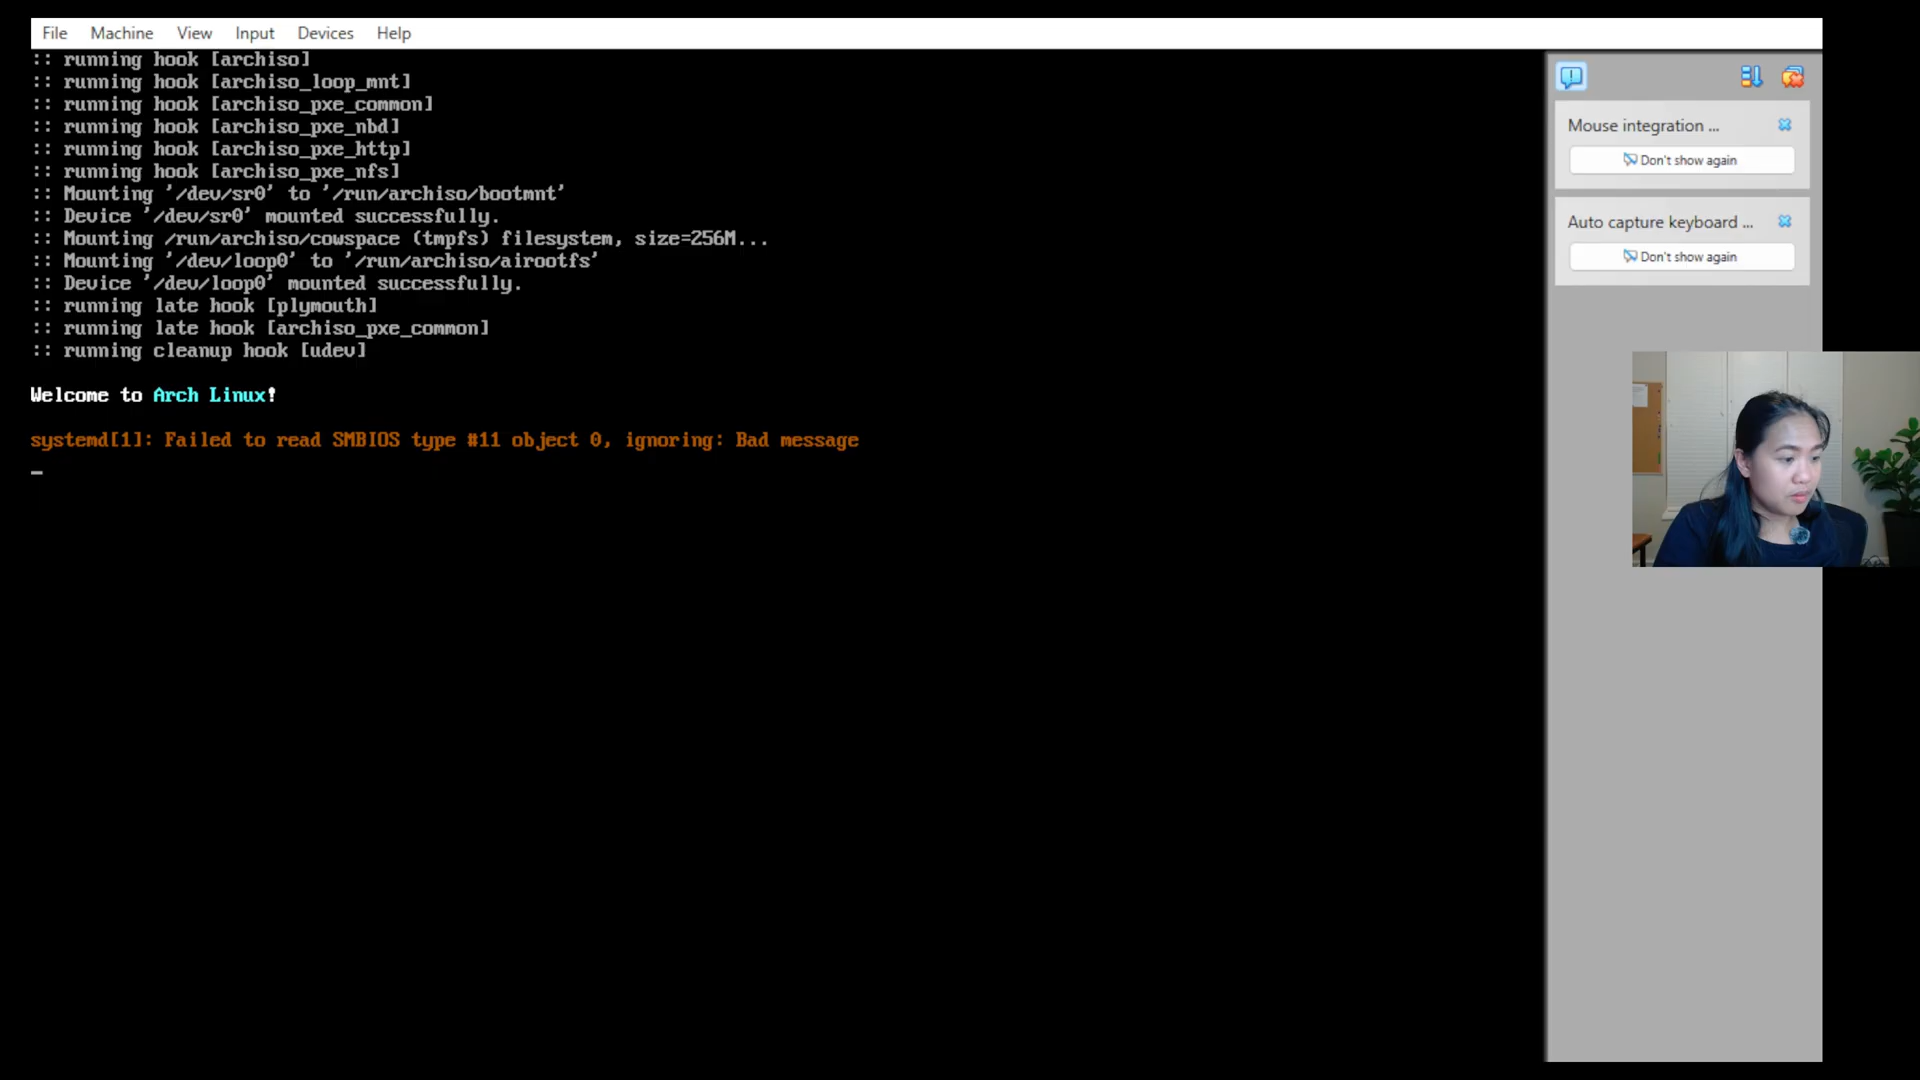 File Machine View Input Devices Help
:: running hook [archiso]
:: running hook [archiso_loop_mnt]
:: running hook [archiso_pxe_common]
:: running hook [archiso_pxe_nbd]
:: running hook [archiso_pxe_http]
:: running hook [archiso_pxe_nfs]
:: Mounting '/dev/sr0' to '/run/archiso/bootmnt'
:: Device '/dev/sr0' mounted successfully.
:: Mounting /run/archiso/cowspace (tmpfs) filesystem, size=256M...
:: Mounting '/dev/loop0' to '/run/archiso/airootfs'
:: Device '/dev/loop0' mounted successfully.
:: running late hook [plymouth]
:: running late hook [archiso_pxe_common]
:: running cleanup hook [udev]
Welcome to Arch Linux!
systemd[1]: Failed to read SMBIOS type #11 object 0, ignoring: Bad message
_
Mouse integration ...
Don't show again
Auto capture keyboard ...
Don't show again